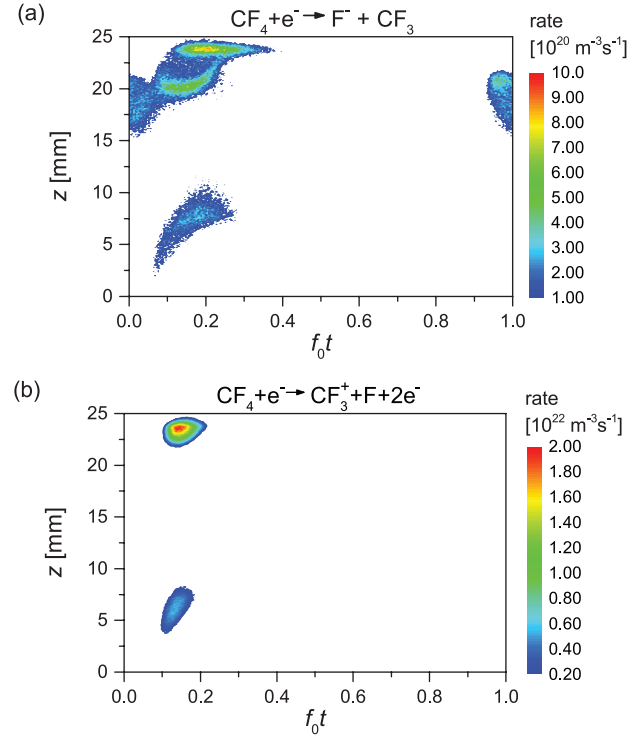 (a)
CF₄+e⁻→ F⁻ + CF₃
rate
[10²⁰ m⁻³s⁻¹]
25
20
15
10
5
0
z [mm]
0.0 0.2 0.4 0.6 0.8 1.0
f₀t
10.0
9.00
8.00
7.00
6.00
5.00
4.00
3.00
2.00
1.00
(b)
CF₄+e⁻→ CF₃⁺+F+2e⁻
rate
[10²² m⁻³s⁻¹]
25
20
15
10
5
0
z [mm]
0.0 0.2 0.4 0.6 0.8 1.0
f₀t
2.00
1.80
1.60
1.40
1.20
1.00
0.80
0.60
0.40
0.20